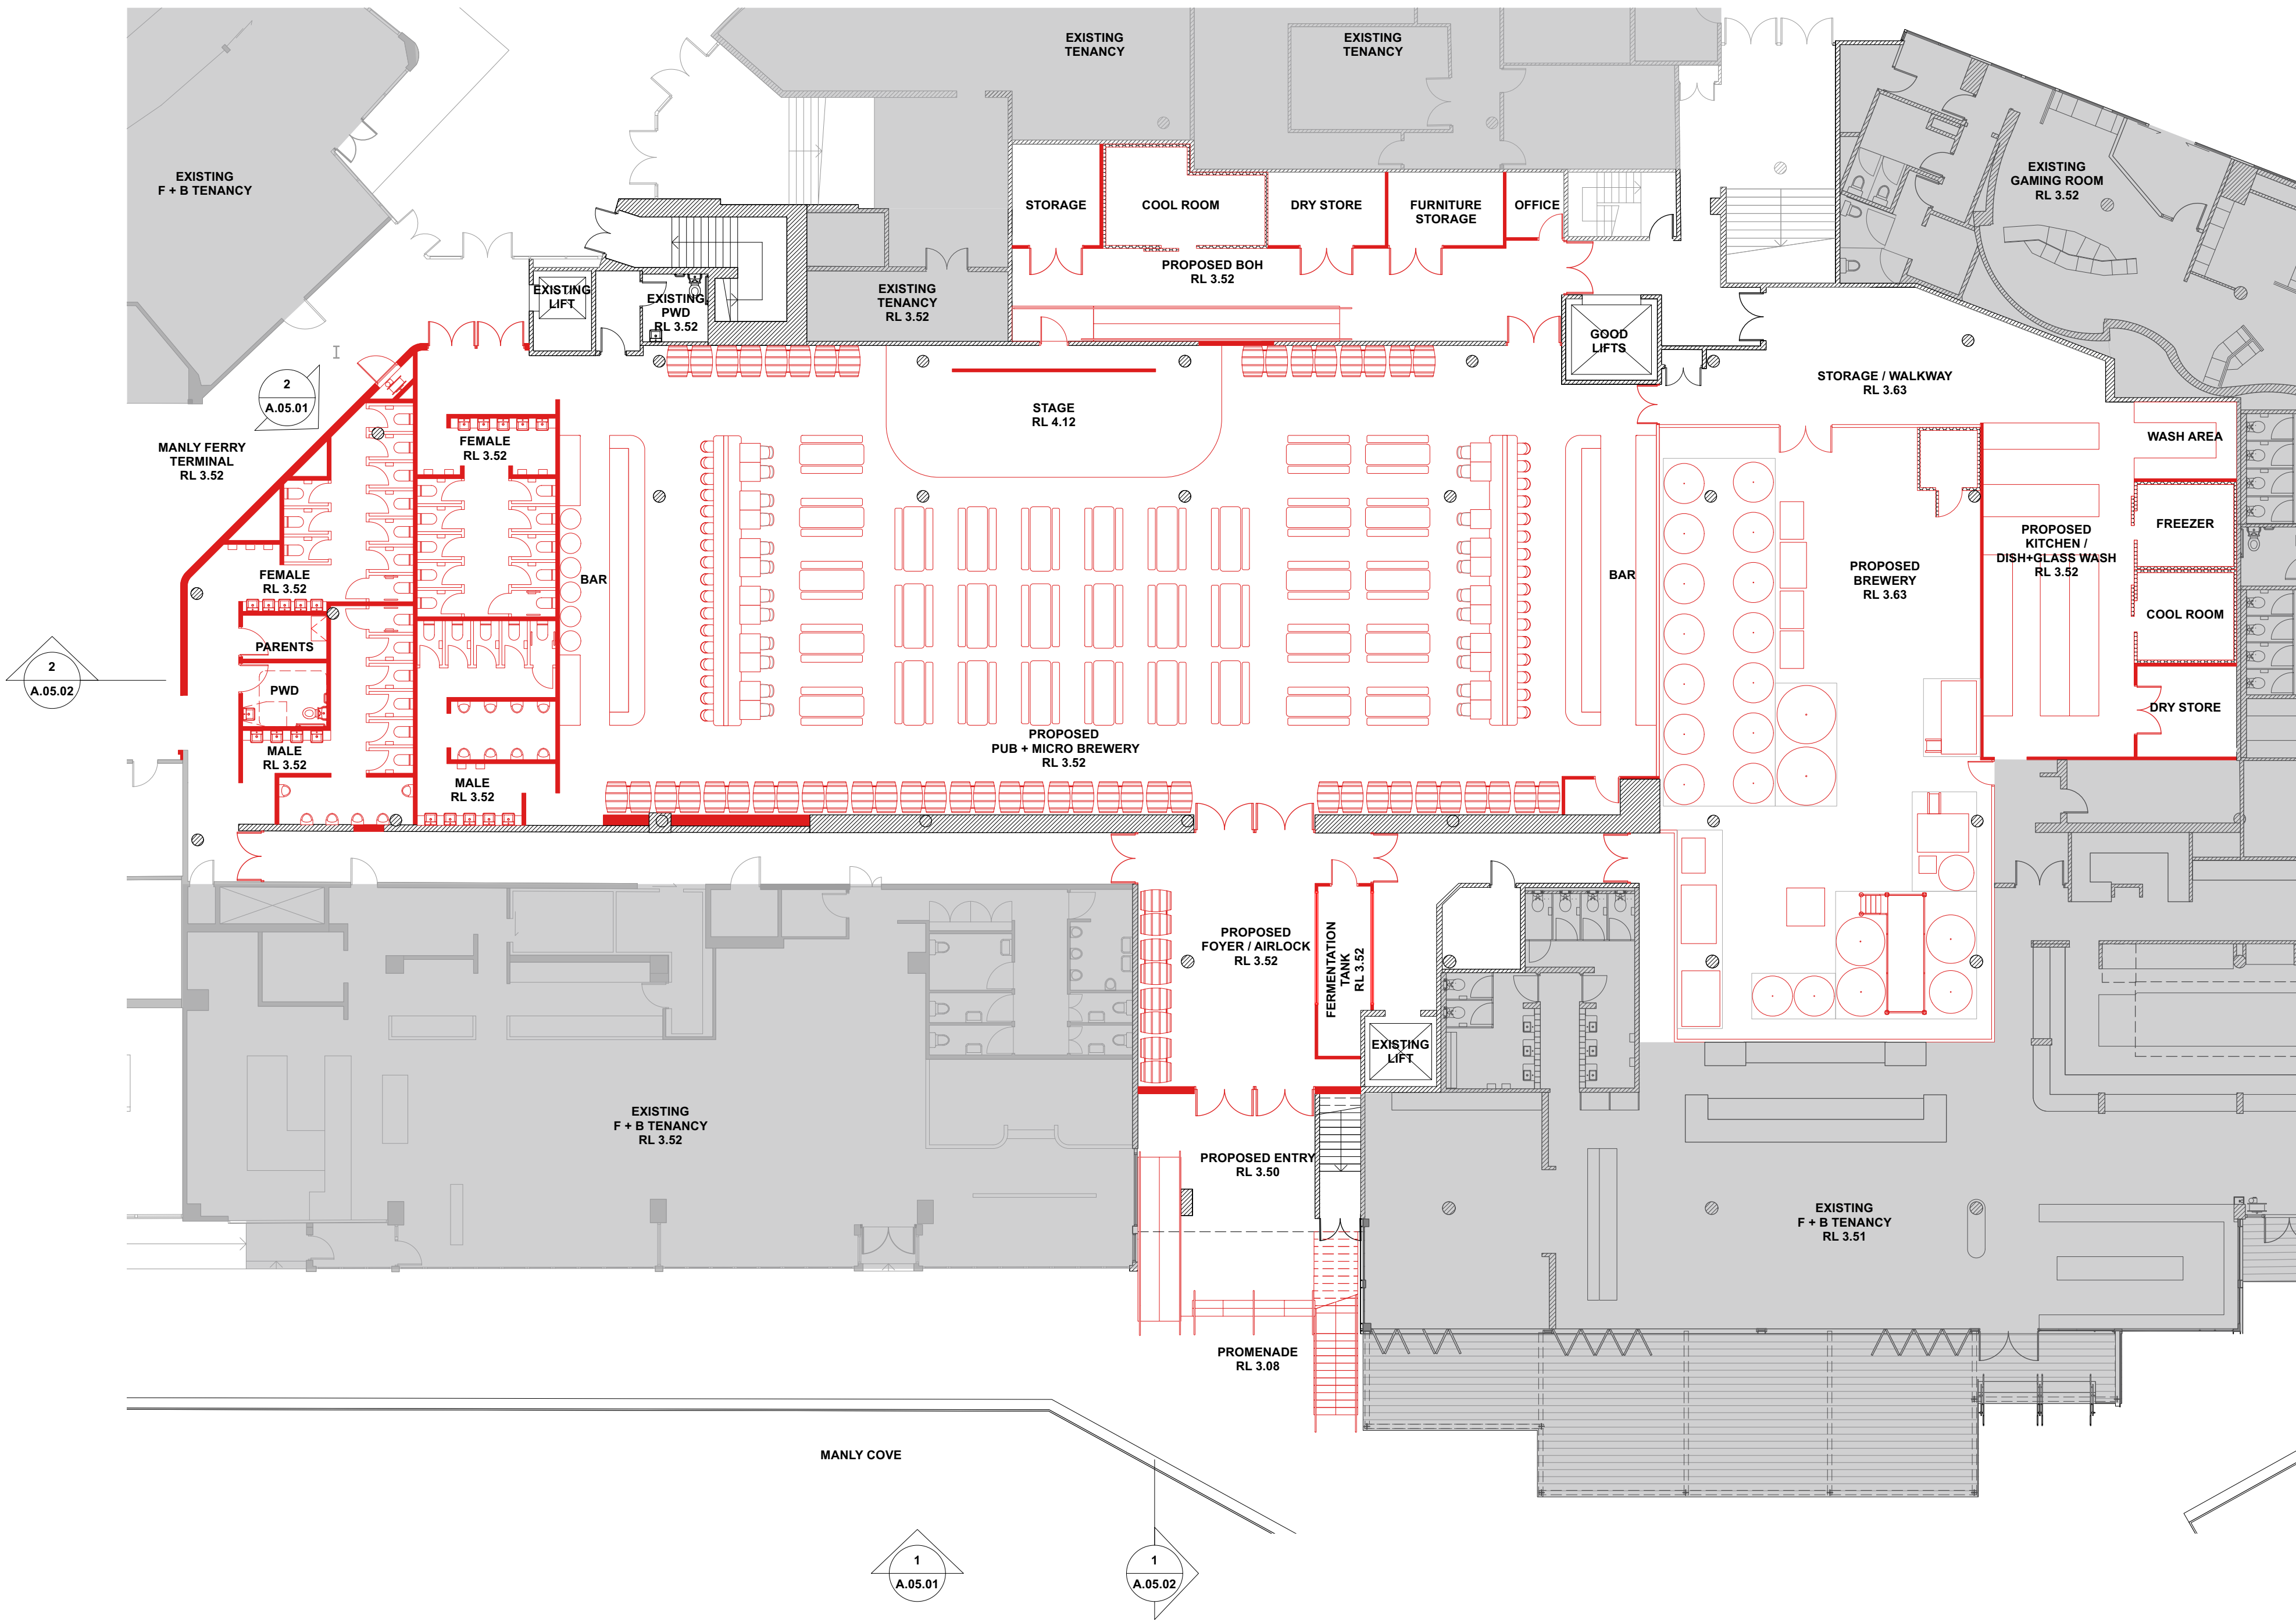 EXISTING
TENANCY
EXISTING
TENANCY
EXISTING
F + B TENANCY
EXISTING
GAMING ROOM
RL 3.52
STORAGE
COOL ROOM
DRY STORE
FURNITURE
STORAGE
OFFICE
PROPOSED BOH
RL 3.52
EXISTING
LIFT
EXISTING
PWD
RL 3.52
EXISTING
TENANCY
RL 3.52
GOOD
LIFTS
STORAGE / WALKWAY
RL 3.63
2
A.05.01
STAGE
RL 4.12
MANLY FERRY
TERMINAL
RL 3.52
FEMALE
RL 3.52
WASH AREA
FREEZER
PROPOSED
KITCHEN /
DISH+GLASS WASH
RL 3.52
FEMALE
RL 3.52
BAR
BAR
PROPOSED
BREWERY
RL 3.63
COOL ROOM
PARENTS
2
A.05.02
PWD
DRY STORE
MALE
RL 3.52
PROPOSED
PUB + MICRO BREWERY
RL 3.52
MALE
RL 3.52
PROPOSED
FOYER / AIRLOCK
RL 3.52
FERMENTATION
TANK
RL 3.52
EXISTING
LIFT
EXISTING
F + B TENANCY
RL 3.52
PROPOSED ENTRY
RL 3.50
EXISTING
F + B TENANCY
RL 3.51
PROMENADE
RL 3.08
MANLY COVE
1
A.05.01
1
A.05.02